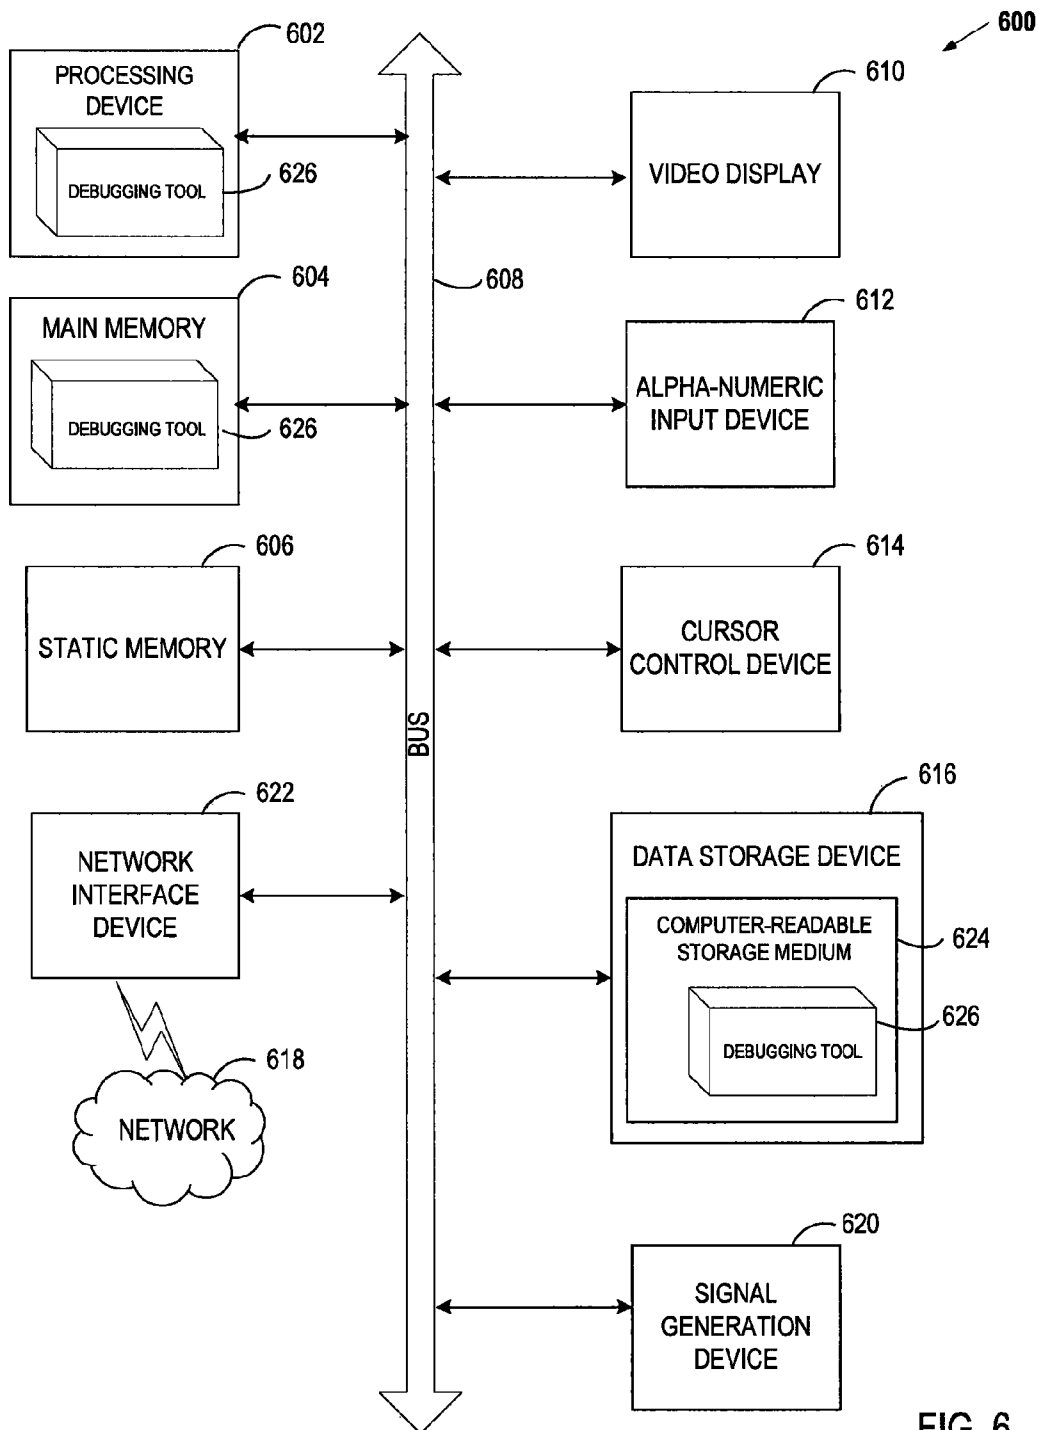 600
602
PROCESSING
DEVICE
DEBUGGING TOOL
626
604
MAIN MEMORY
DEBUGGING TOOL
626
606
STATIC MEMORY
622
NETWORK
INTERFACE
DEVICE
618
NETWORK
608
BUS
610
VIDEO DISPLAY
612
ALPHA-NUMERIC
INPUT DEVICE
614
CURSOR
CONTROL DEVICE
616
DATA STORAGE DEVICE
COMPUTER-READABLE
STORAGE MEDIUM
624
626
DEBUGGING TOOL
620
SIGNAL
GENERATION
DEVICE
FIG. 6